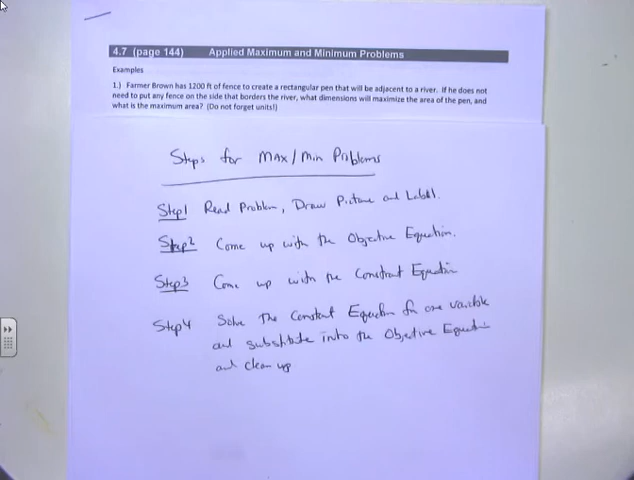 4.7 (page 144) Applied Maximum and Minimum Problems
Examples
1.) Farmer Brown has 1200 ft of fence to create a rectangular pen that will be adjacent to a river. If he does not
need to put any fence on the side that borders the river, what dimensions will maximize the area of the pen, and
what is the maximum area? (Do not forget units!)
Steps for Max/Min Problems
Step1 Read Problem, Draw Picture and Label.
Step2 Come up with the Objective Equation.
Step3 Come up with the Constraint Equation
Step4 Solve the Constraint Equation for one variable
and substitute into the Objective Equation
and clean up